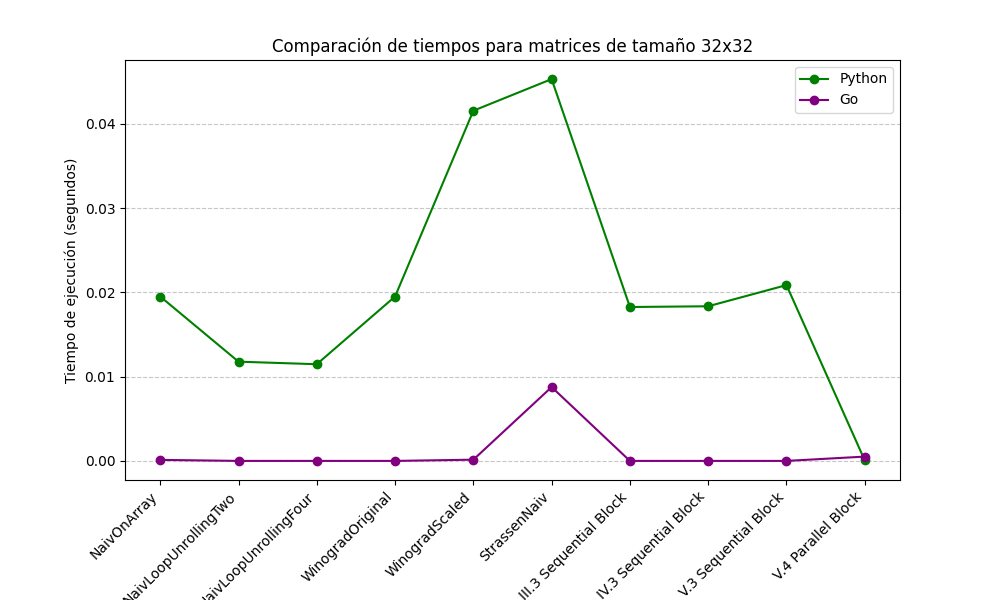 Comparación de tiempos para matrices de tamaño 32x32
Python
Go
Tiempo de ejecución (segundos)
0.04
0.03
0.02
0.01
0.00
NaivOnArray
NaivLoopUnrollingTwo
aivLoopUnrollingFour
WinogradOriginal
WinogradScaled
StrassenNaiv
III.3 Sequential Block
IV.3 Sequential Block
V.3 Sequential Block
V.4 Parallel Block